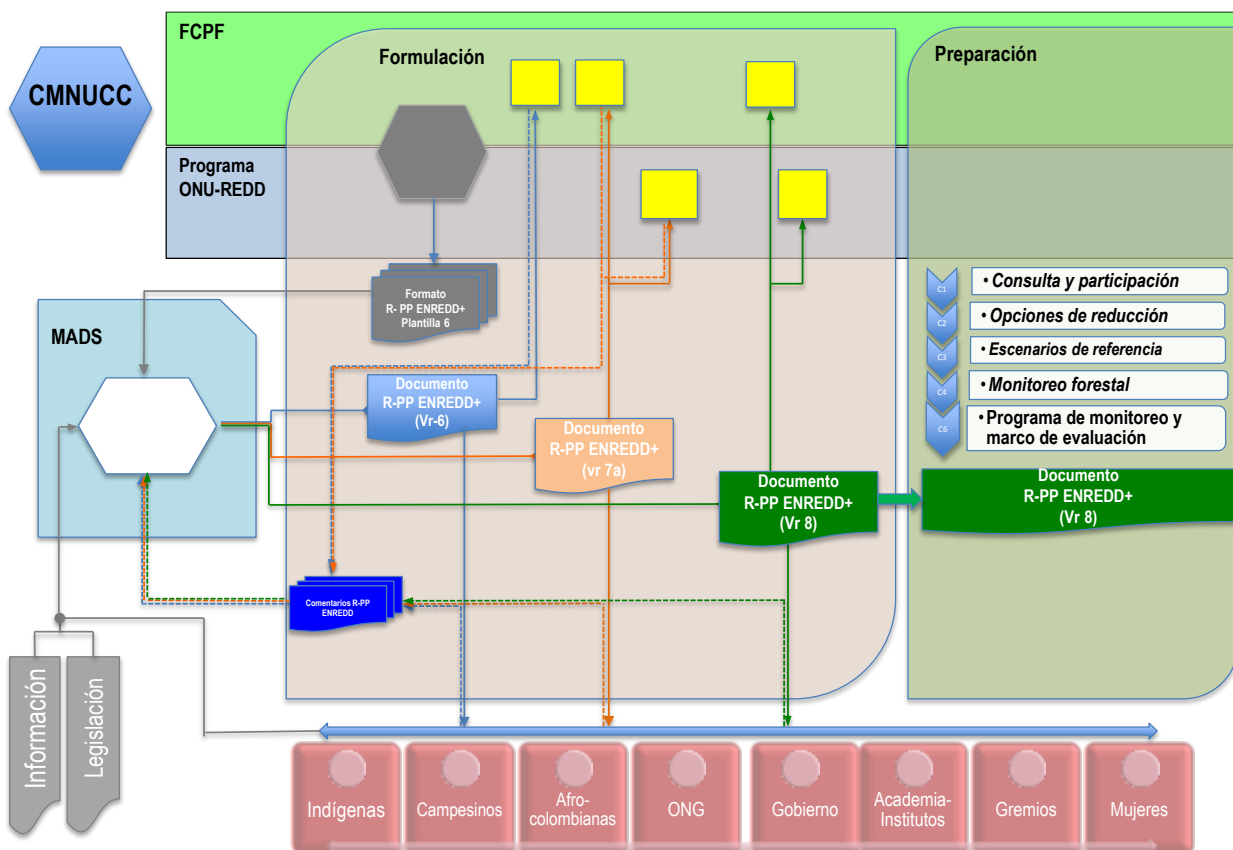 FCPF
Formulación
Preparación
CMNUCC
Programa
ONU-REDD
Formato
R- PP ENREDD+
Plantilla 6
MADS
C1
• Consulta y participación
C2
• Opciones de reducción
C3
• Escenarios de referencia
C4
• Monitoreo forestal
C6
• Programa de monitoreo y
marco de evaluación
Documento
R-PP ENREDD+
(Vr-6)
Documento
R-PP ENREDD+
(vr 7a)
Documento
R-PP ENREDD+
(Vr 8)
Documento
R-PP ENREDD+
(Vr 8)
Comentarios R-PP
ENREDD
Información
Legislación
Indígenas
Campesinos
Afro-
colombianas
ONG
Gobierno
Academia-
Institutos
Gremios
Mujeres